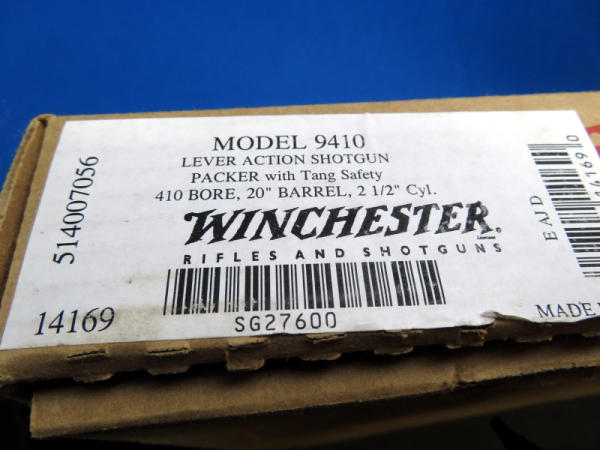 MODEL 9410
LEVER ACTION SHOTGUN
PACKER with Tang Safety
410 BORE, 20" BARREL, 2 1/2" Cyl.
WINCHESTER.
RIFLES AND SHOTGUNS
SG27600
514007056
14169
EAJD
MADE